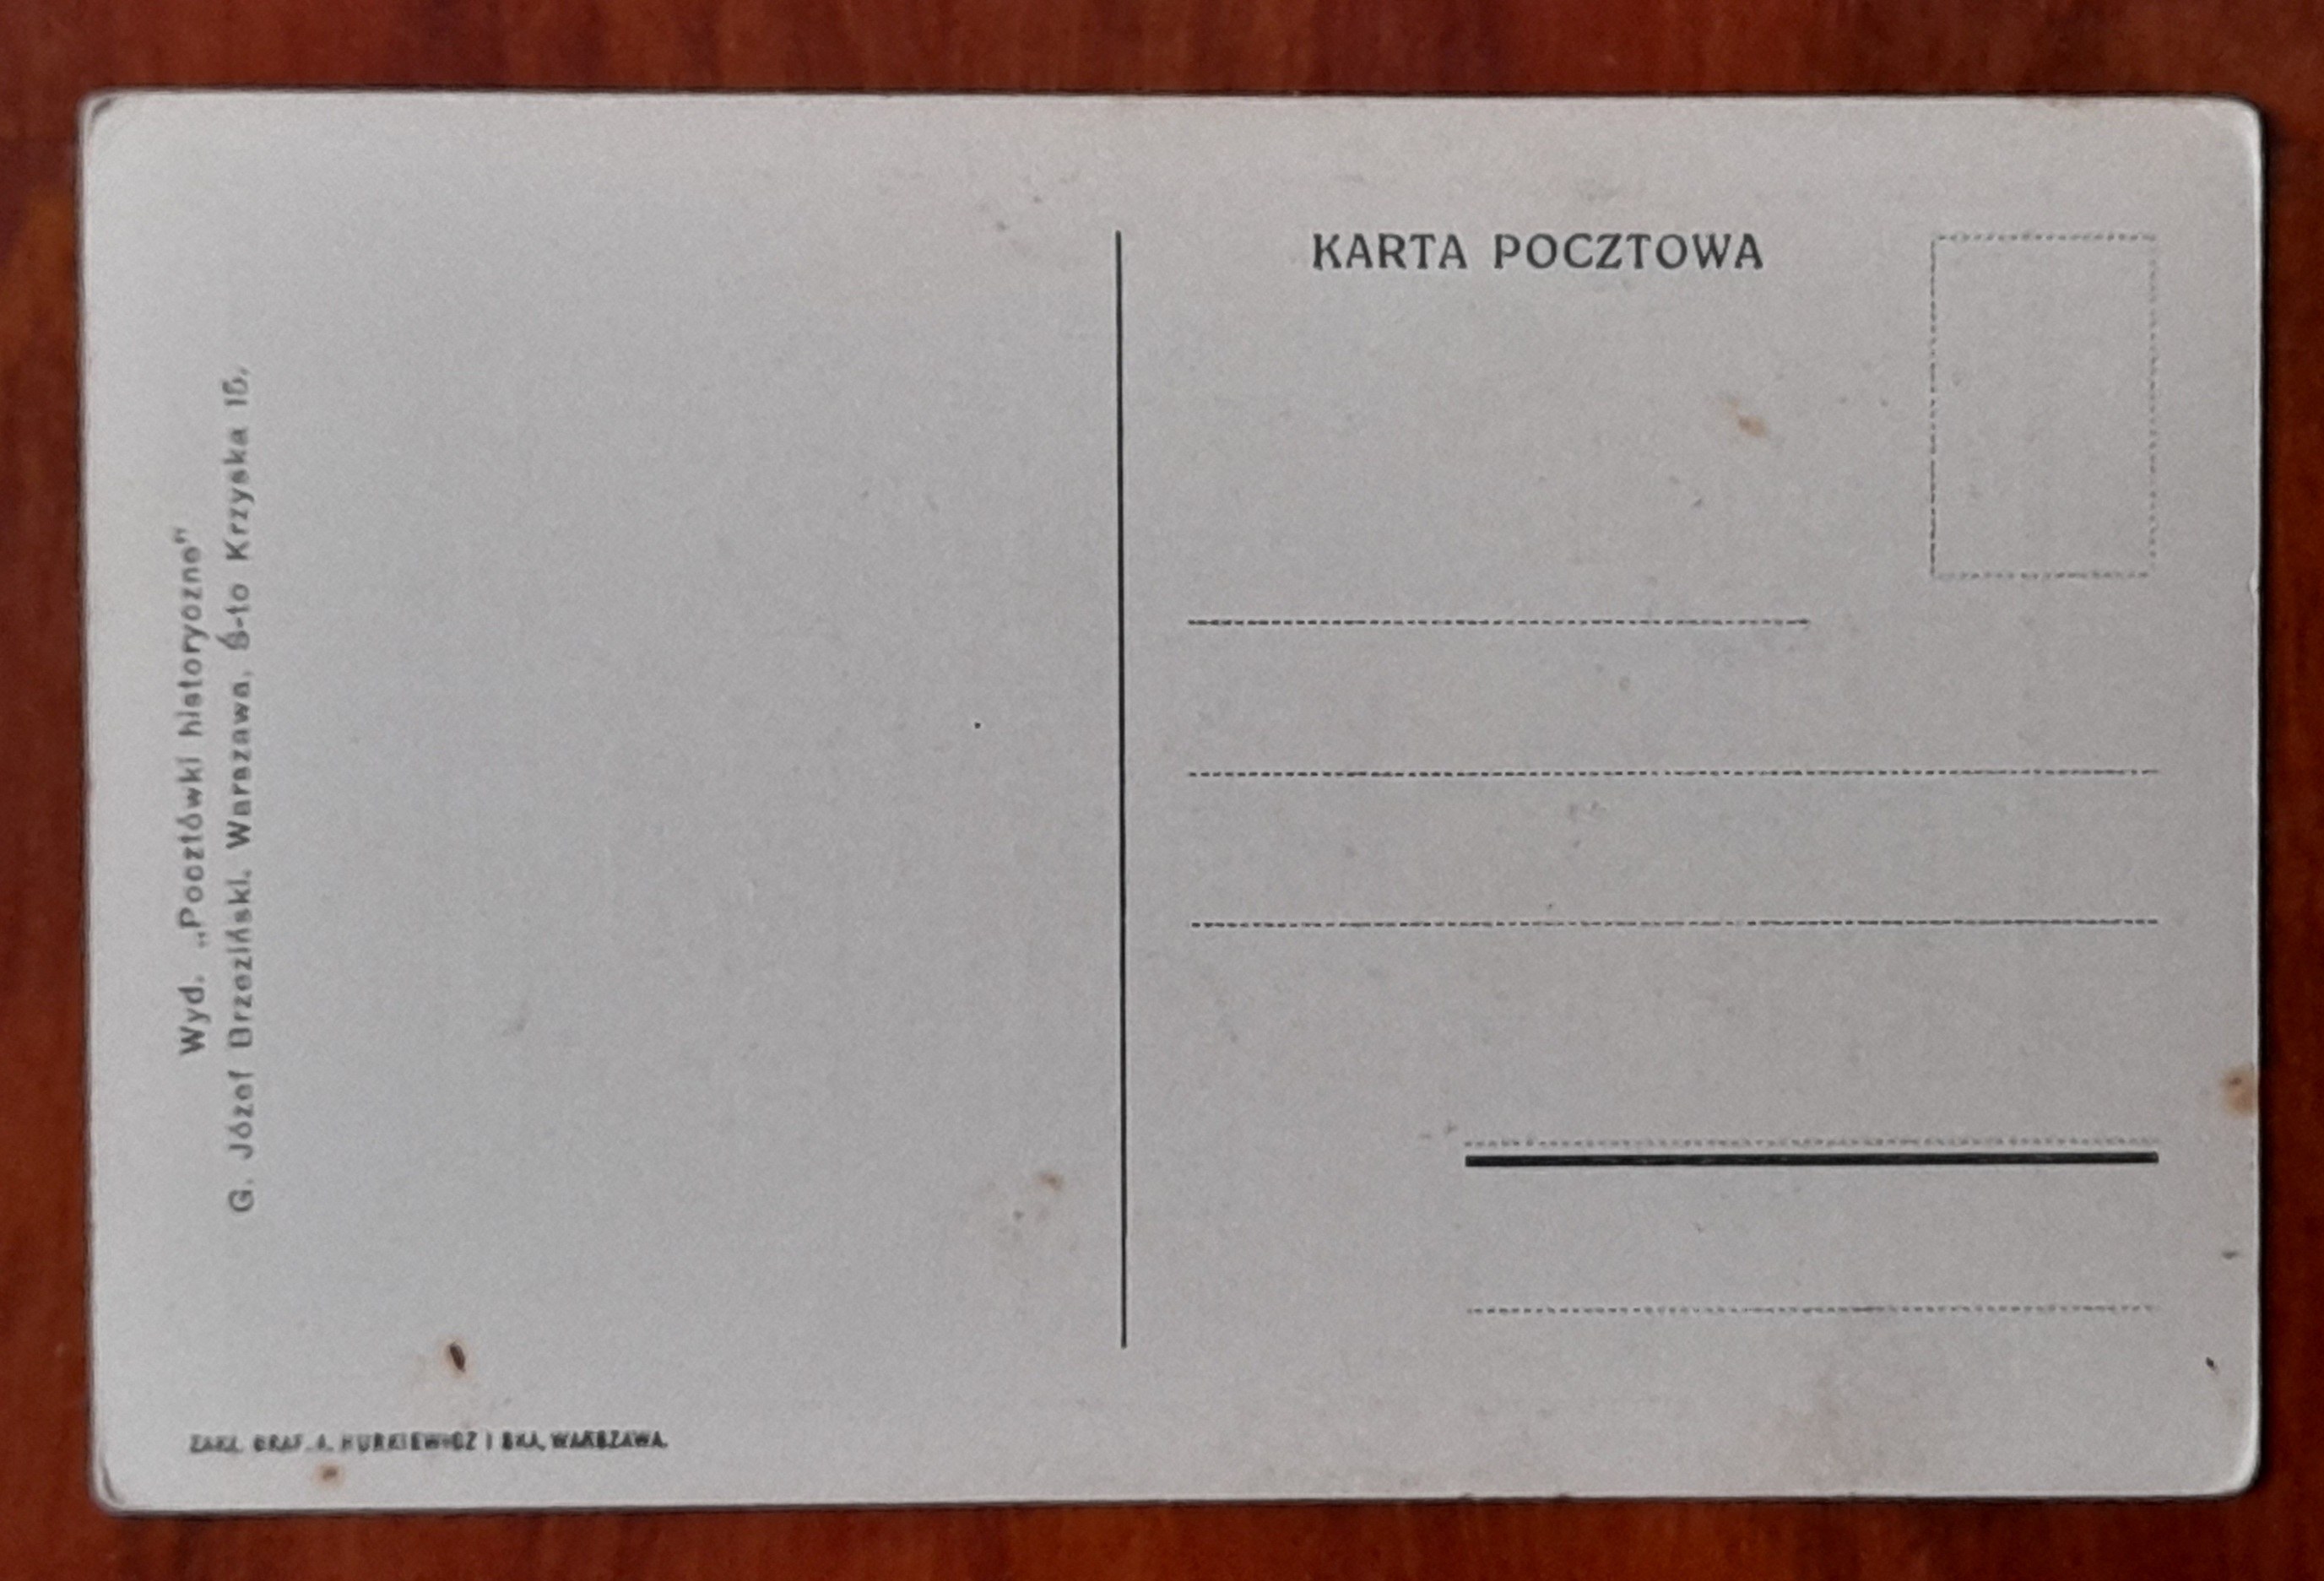 KARTA POCZTOWA
Wyd. „Pocztówki historyczne"
G. Józef Brzeziński. Warszawa, Ś-to Krzyska 15.
ZAKŁ. GRAF. A. HURKIEWICZ I SKA, WARSZAWA.